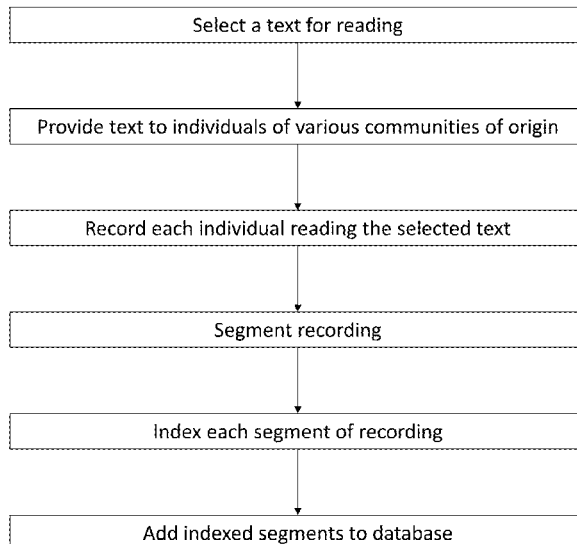 Select a text for reading
Provide text to individuals of various communities of origin
Record each individual reading the selected text
Segment recording
Index each segment of recording
Add indexed segments to database